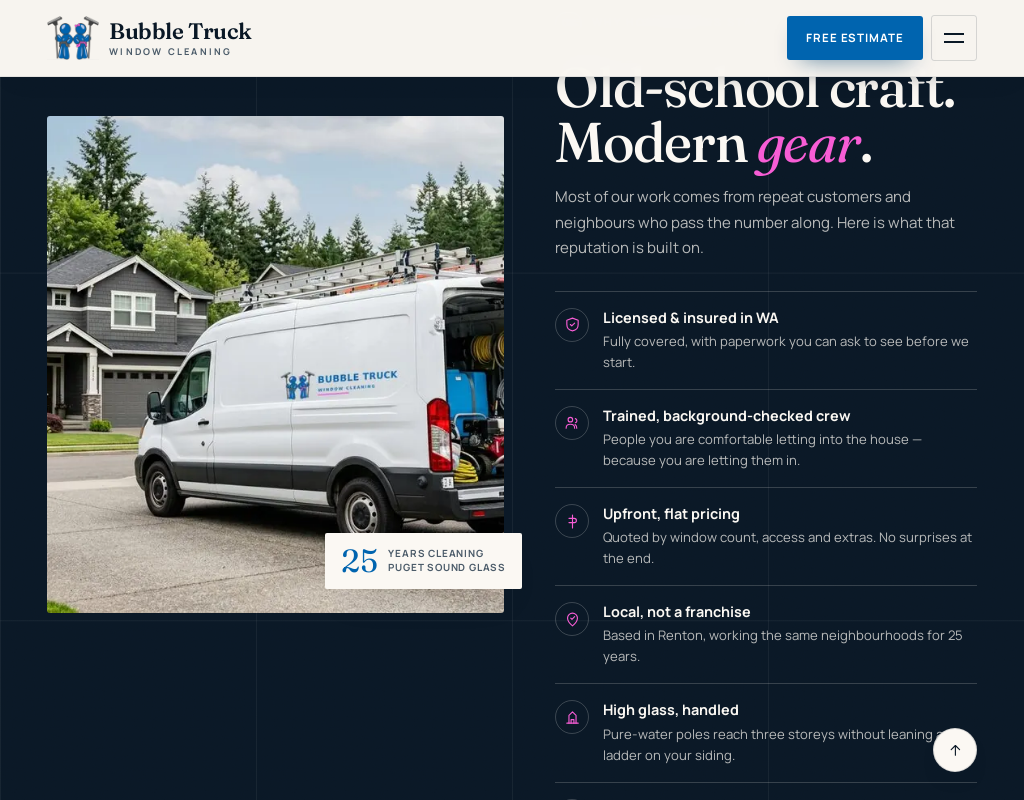 Bubble Truck
WINDOW CLEANING
FREE ESTIMATE
Old-school craft.
Modern gear.
Most of our work comes from repeat customers and
neighbours who pass the number along. Here is what that
reputation is built on.
BUBBLE TRUCK
WINDOW CLEANING
25
YEARS CLEANING
PUGET SOUND GLASS
Licensed & insured in WA
Fully covered, with paperwork you can ask to see before we
start.
Trained, background-checked crew
People you are comfortable letting into the house —
because you are letting them in.
Upfront, flat pricing
Quoted by window count, access and extras. No surprises at
the end.
Local, not a franchise
Based in Renton, working the same neighbourhoods for 25
years.
High glass, handled
Pure-water poles reach three storeys without leaning
ladder on your siding.